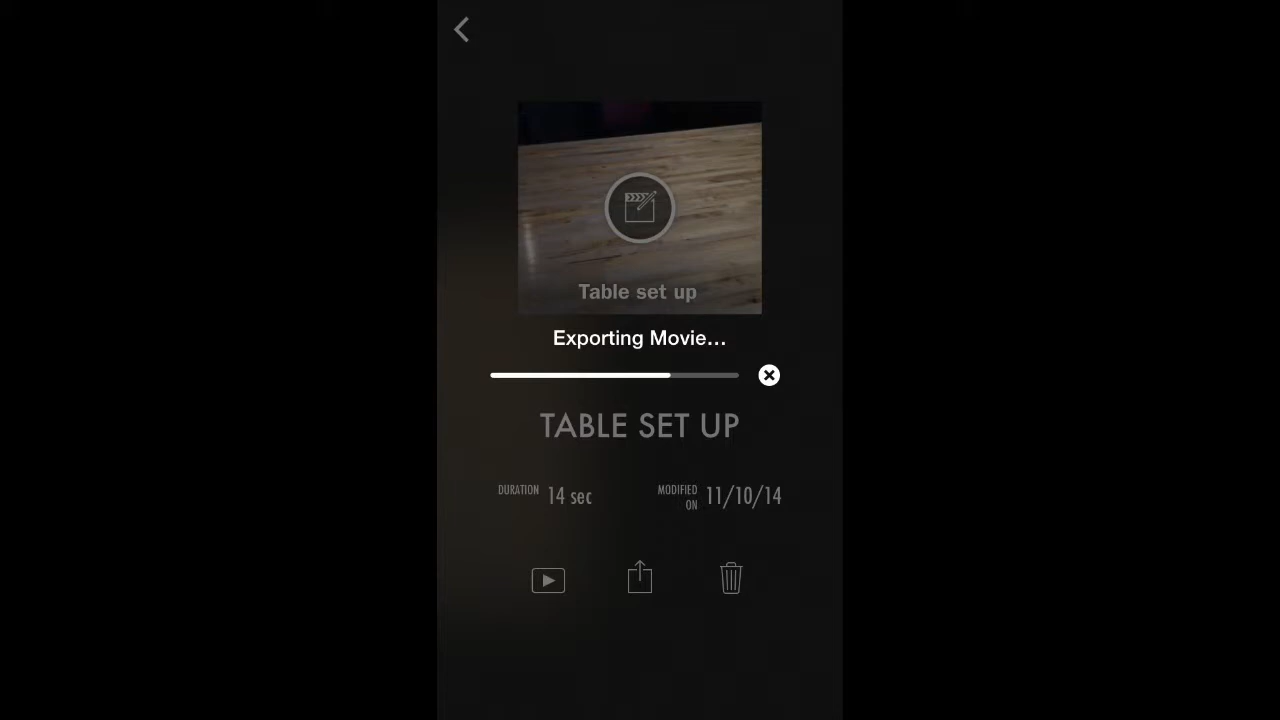 Table set up
Exporting Movie...
TABLE SET UP
DURATION 14 sec
MODIFIED ON 11/10/14